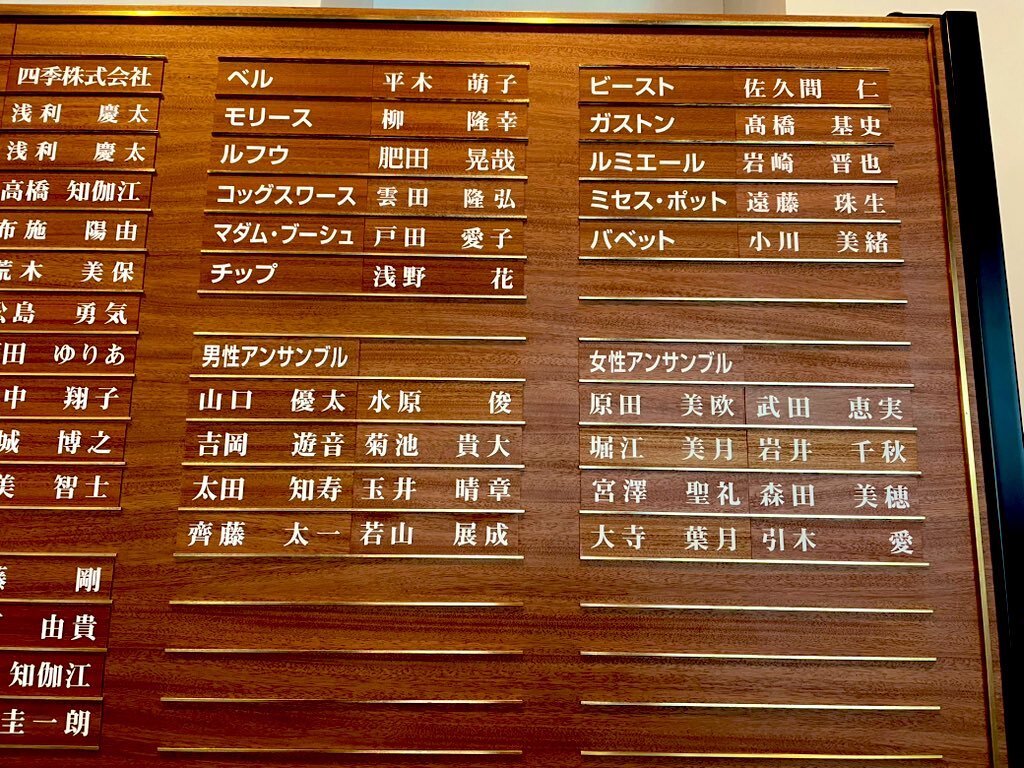 四季株式会社
浅利 慶太
浅利 慶太
高橋 知伽江
布施 陽由
荒木 美保
松島 勇気
田 ゆりあ
中 翔子
城 博之
美 智士
藤 剛
由貴
知伽江
圭一朗
ベル 平木 萌子
モリース 柳 隆幸
ルフウ 肥田 晃哉
コッグスワース 雲田 隆弘
マダム・ブーシュ 戸田 愛子
チップ 浅野 花
ビースト 佐久間 仁
ガストン 髙橋 基史
ルミエール 岩崎 晋也
ミセス・ポット 遠藤 珠生
バベット 小川 美緒
男性アンサンブル
山口 優太 水原 俊
吉岡 遊音 菊池 貴大
太田 知寿 玉井 晴章
齊藤 太一 若山 展成
女性アンサンブル
原田 美欧 武田 恵実
堀江 美月 岩井 千秋
宮澤 聖礼 森田 美穂
大寺 葉月 引木 愛